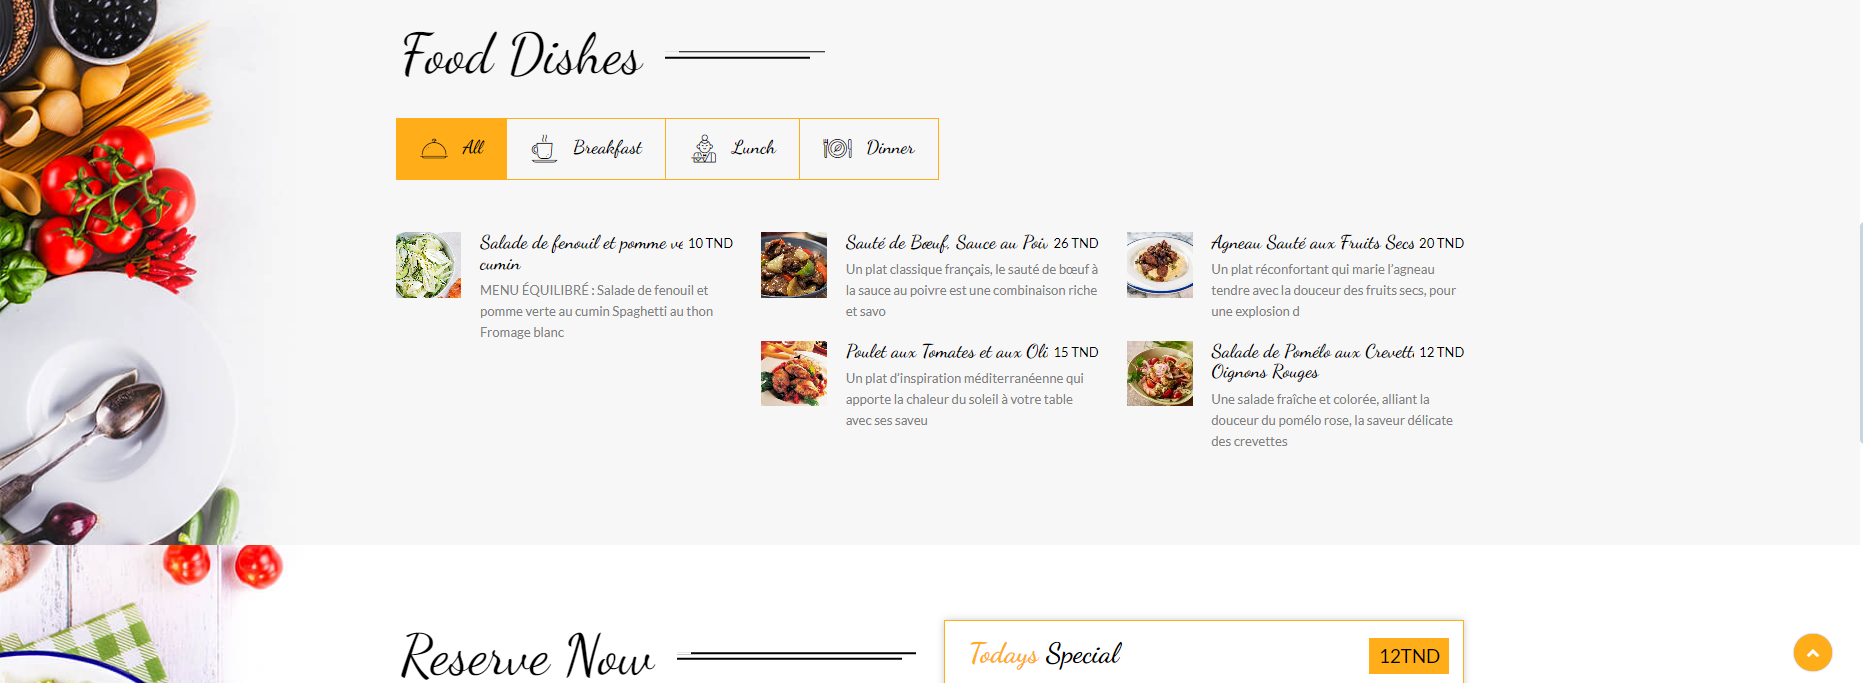 Food Dishes
All
Breakfast
Lunch
Dinner
Salade de fenouil et pomme 10 TND
cumin
MENU ÉQUILIBRÉ : Salade de fenouil et
pomme verte au cumin Spaghetti au thon
Fromage blanc
Sauté de Bœuf, Sauce au Poiv 26 TND
Un plat classique français, le sauté de bœuf à
la sauce au poivre est une combinaison riche
et savo
Agneau Sauté aux Fruits Secs 20 TND
Un plat réconfortant qui marie l’agneau
tendre avec la douceur des fruits secs, pour
une explosion d
Poulet aux Tomates et aux Oli 15 TND
Un plat d’inspiration méditerranéenne qui
apporte la chaleur du soleil à votre table
avec ses saveu
Salade de Pomélo aux Crevett 12 TND
Oignons Rouges
Une salade fraîche et colorée, alliant la
douceur du pomélo rose, la saveur délicate
des crevettes
Reserve Now
Todays Special
12TND